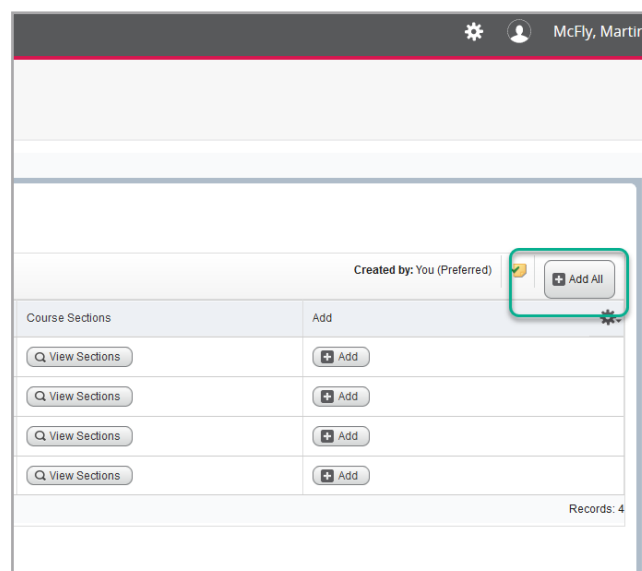 McFly, Martin
Created by: You (Preferred)
Add All
Course Sections Add
View Sections Add
View Sections Add
View Sections Add
View Sections Add
Records: 4